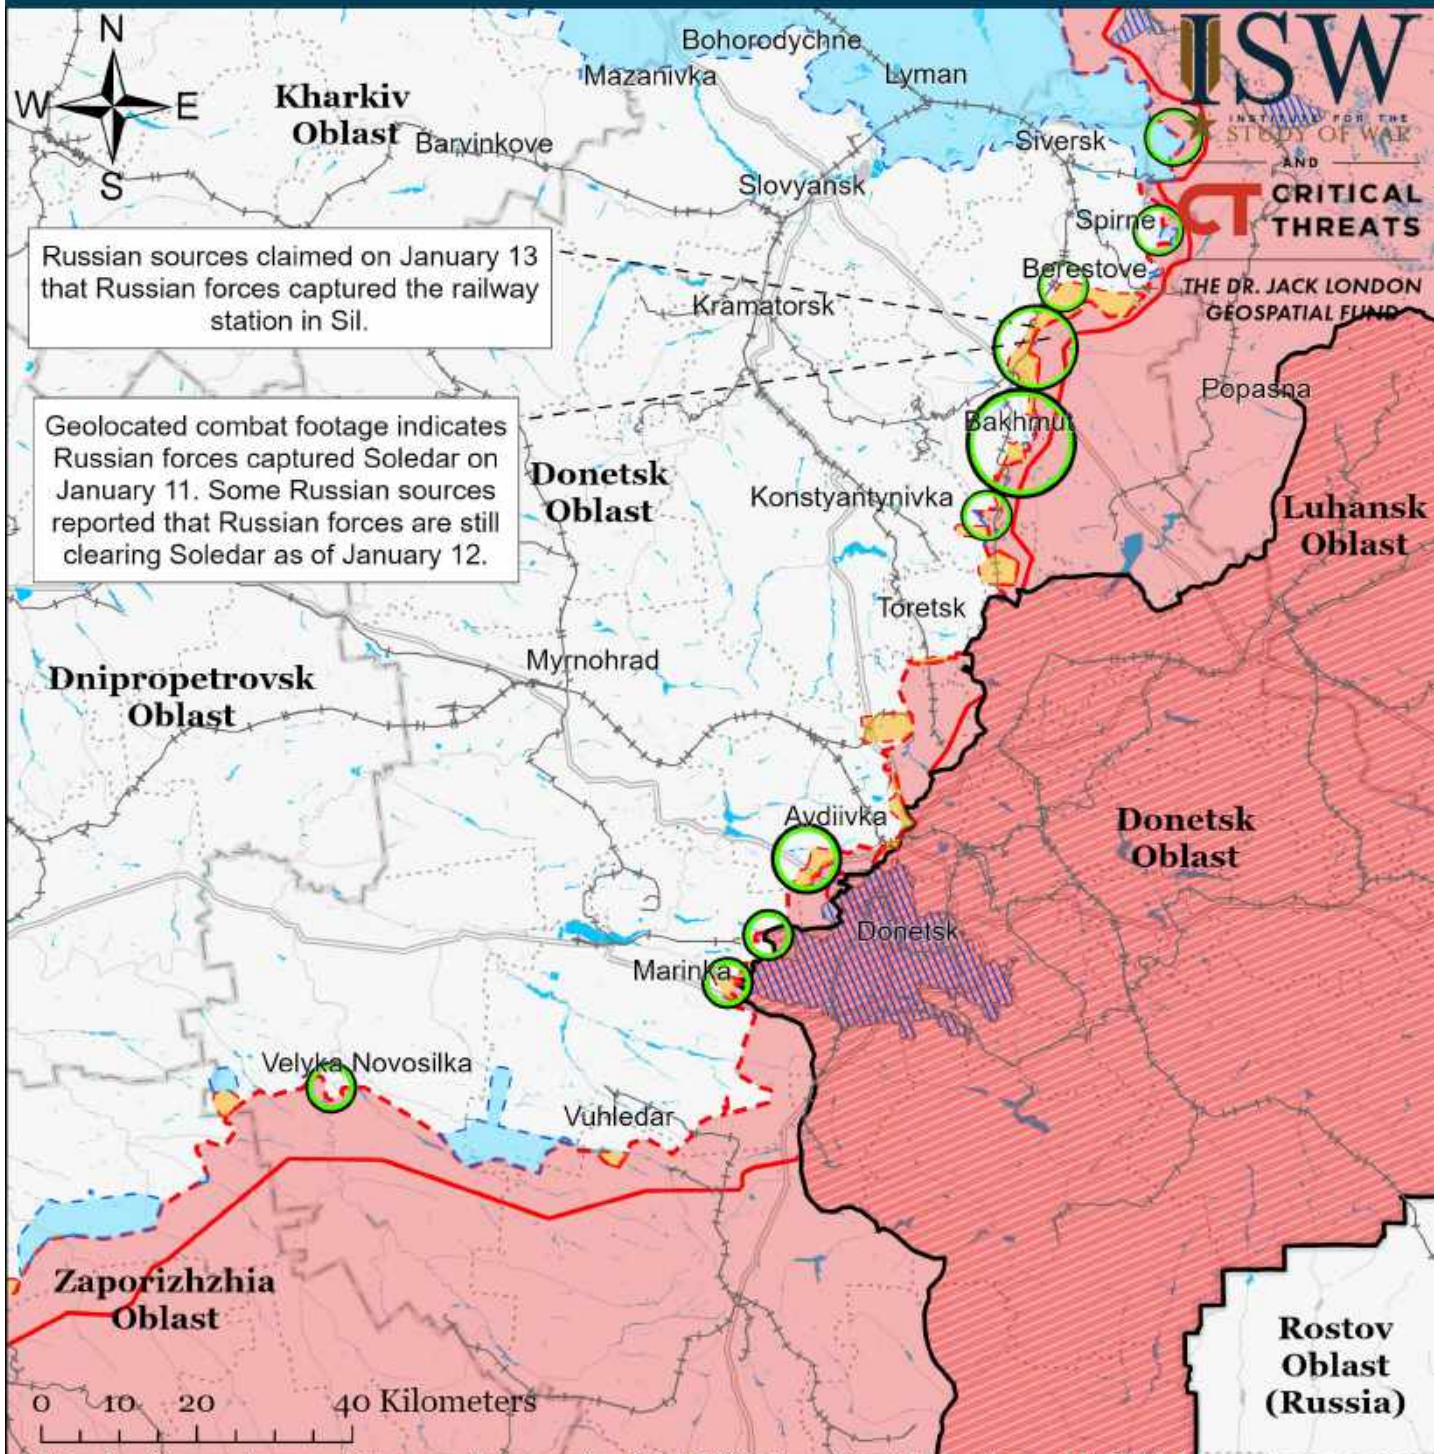 N
W
E
S
Kharkiv
Oblast
Bohorodychne
Mazanivka
Lyman
Barvinkove
Siversk
Slovyansk
Spirne
Berestove
Kramatorsk
Popasna
ISW
INSTITUTE FOR THE
STUDY OF WAR
AND
CT CRITICAL
THREATS
THE DR. JACK LONDON
GEOSPATIAL FUND
Russian sources claimed on January 13
that Russian forces captured the railway
station in Sil.
Geolocated combat footage indicates
Russian forces captured Soledar on
January 11. Some Russian sources
reported that Russian forces are still
clearing Soledar as of January 12.
Bakhmut
Donetsk
Oblast
Konstyantynivka
Luhansk
Oblast
Toretsk
Myrnohrad
Dnipropetrovsk
Oblast
Avdiivka
Donetsk
Oblast
Donetsk
Marinka
Velyka Novosilka
Vuhledar
Zaporizhzhia
Oblast
Rostov
Oblast
(Russia)
0 10 20 40 Kilometers